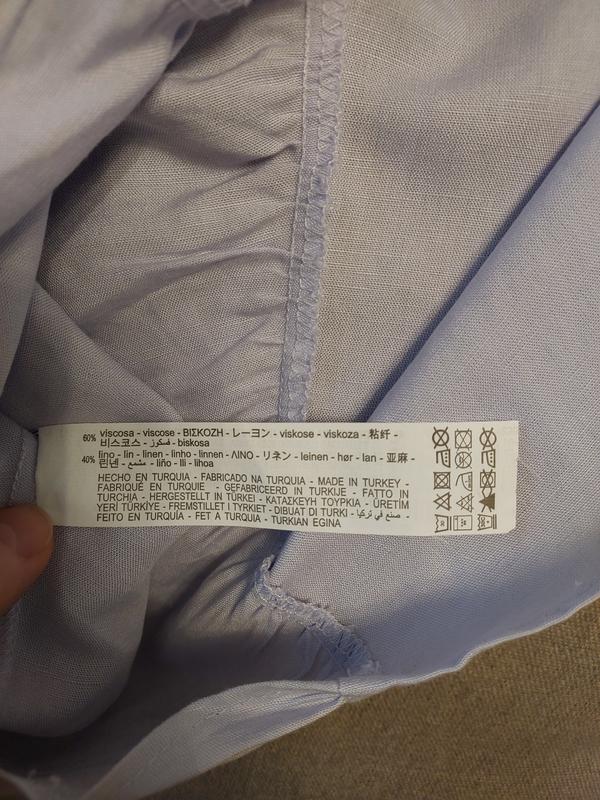 60% viscosa - viscose - ΒΙΣΚΟΖΗ - レーヨン - viskose - viskoza - 粘纤 -
비스코스 - فسكوز - biskosa
40% lino - lin - linen - linho - linnen - ΛΙΝΟ - リネン - leinen - hør - lan - 亚麻 -
린넨 - مشمع - liño - lli - lihoa
HECHO EN TURQUIA - FABRICADO NA TURQUIA - MADE IN TURKEY -
FABRIQUÉ EN TURQUIE - GEFABRICEERD IN TURKIJE - FATTO IN
TURCHIA - HERGESTELLT IN TÜRKEI - ΚΑΤΑΣΚΕΥΗ ΤΟΥΡΚΙΑ - ÜRETİM
YERİ TÜRKİYE - FREMSTILLET I TYRKIET - DIBUAT DI TURKI - صنع في تركيا -
FEITO EN TURQUÍA - FET A TURQUIA - TURKIAN EGINA